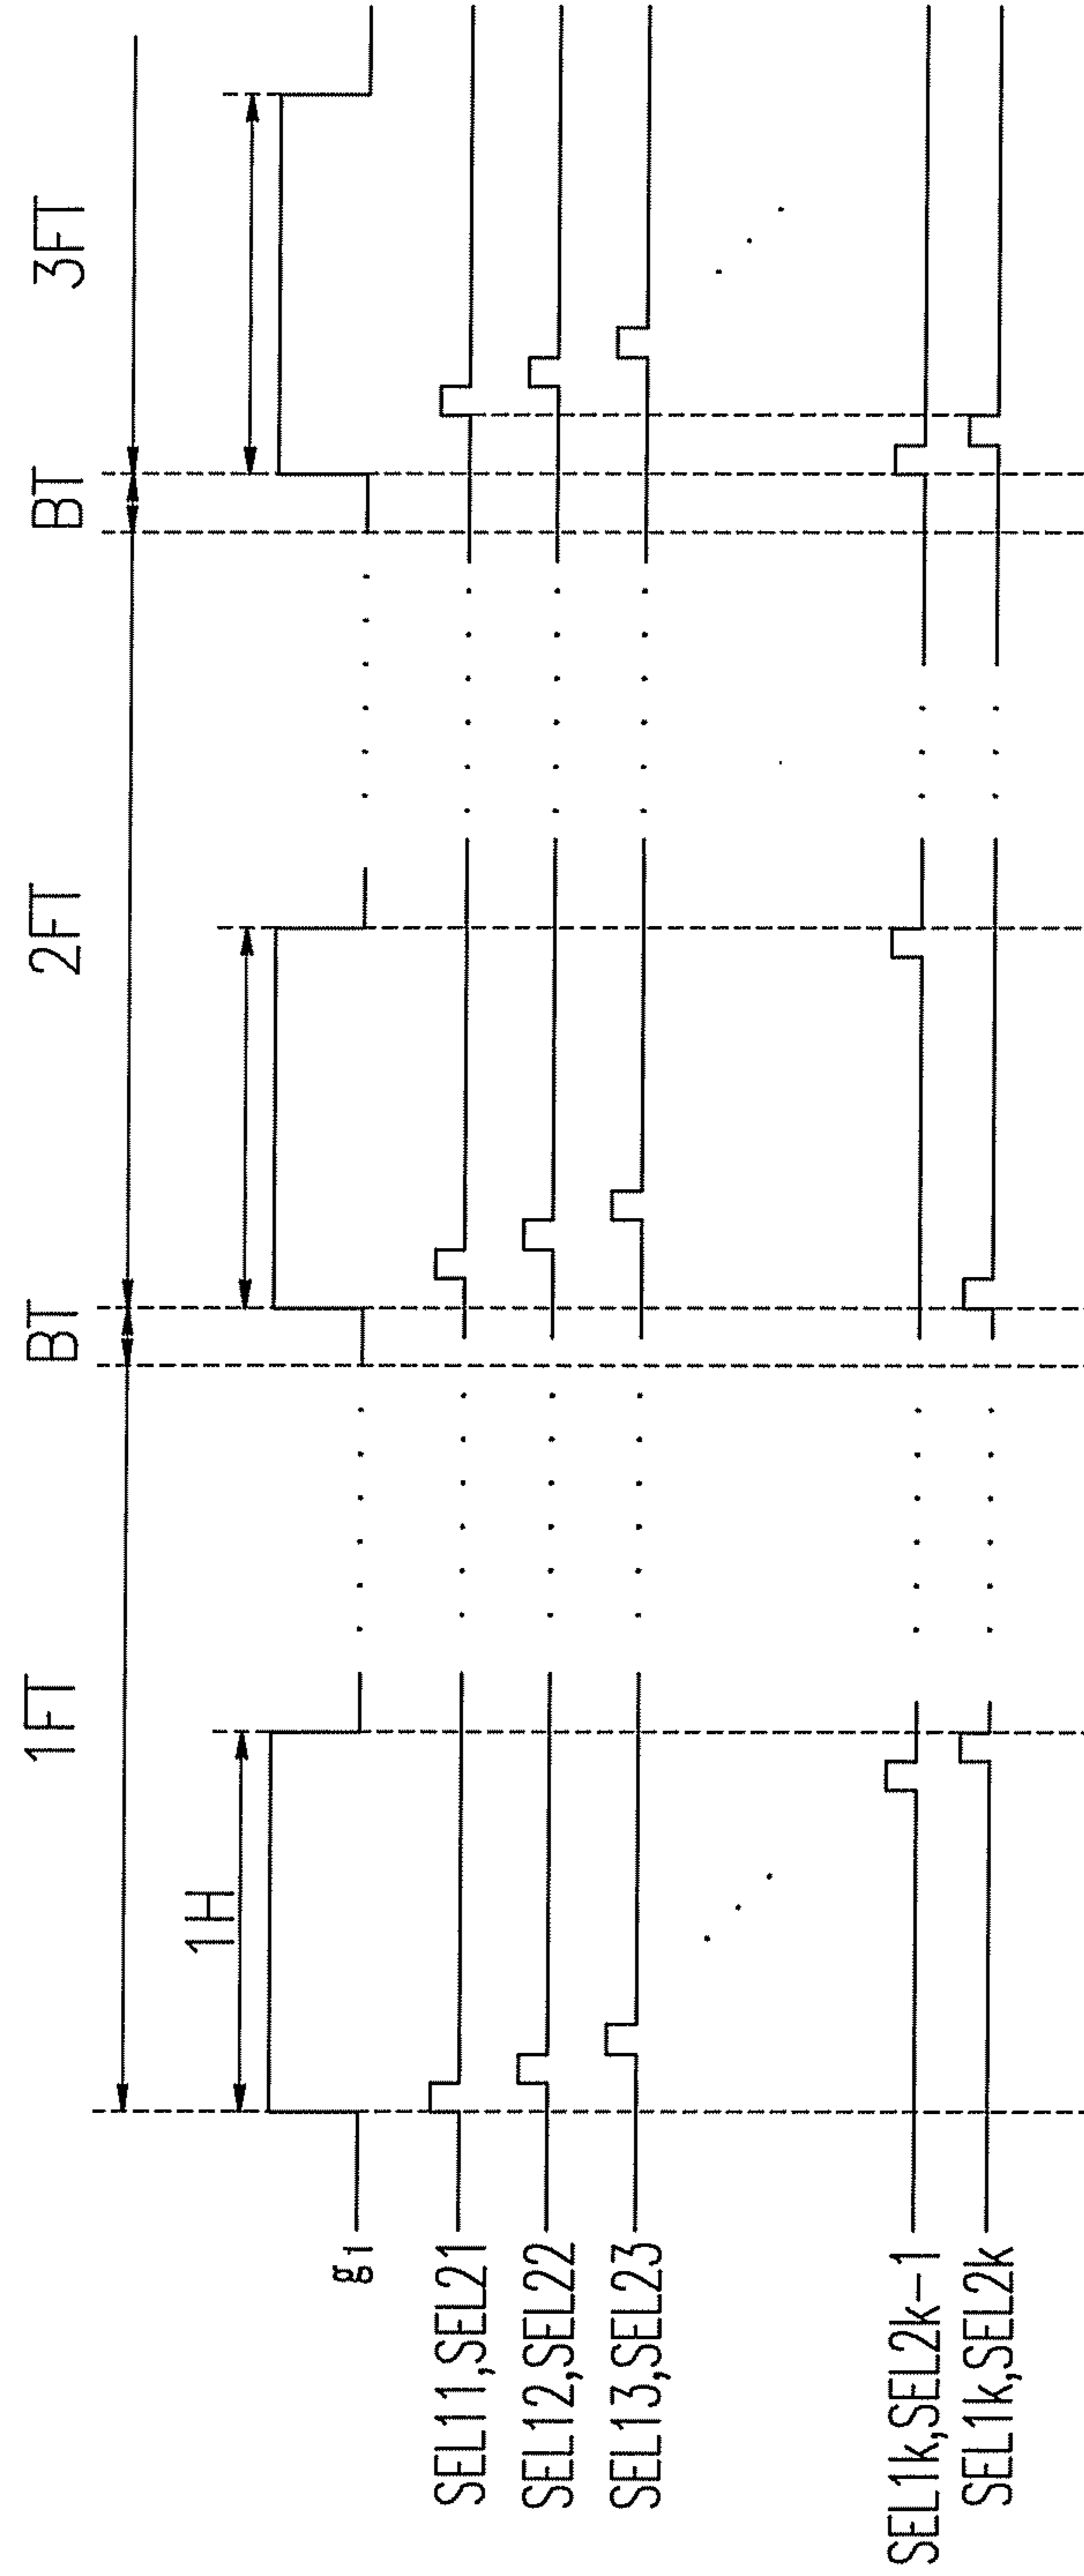 1FT
BT
2FT
BT
3FT
1H
g1
SEL11,SEL21
SEL12,SEL22
SEL13,SEL23
SEL1k,SEL2k-1
SEL1k,SEL2k